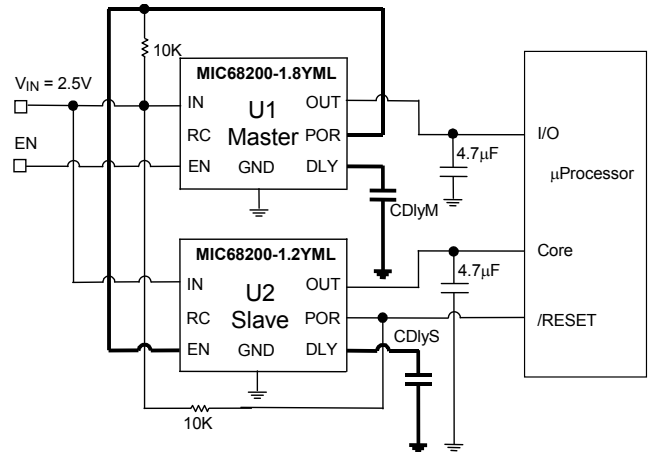 10K
MIC68200-1.8YML
V_IN = 2.5V
IN
OUT
U1
RC
Master
POR
I/O
EN
EN
GND
DLY
4.7μF
μProcessor
CDlyM
MIC68200-1.2YML
Core
IN
OUT
4.7μF
U2
RC
Slave
POR
/RESET
CDlyS
EN
GND
DLY
10K